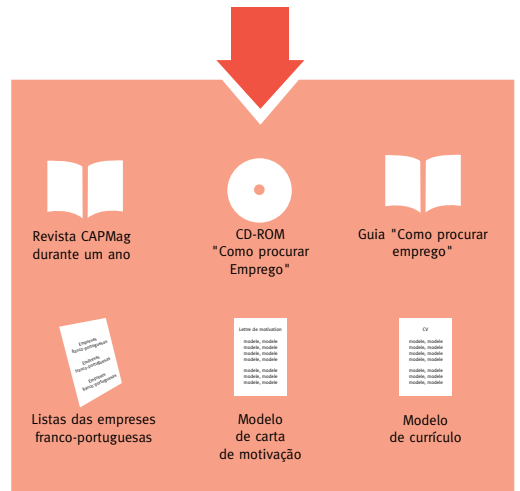 Revista CAPMag
durante um ano
CD-ROM
"Como procurar
Emprego"
Guia "Como procurar
emprego"
Empreses
franco-portuguesas
Empreses
franco-portuguesas
Empreses
franco-portuguesas
Listas das empreses
franco-portuguesas
Lettre de motivation
modele, modele
modele, modele
modele, modele
modele, modele
modele, modele
modele, modele
modele, modele
modele, modele
Modelo
de carta
de motivação
CV
modele, modele
modele, modele
modele, modele
modele, modele
modele, modele
modele, modele
modele, modele
modele, modele
Modelo
de currículo